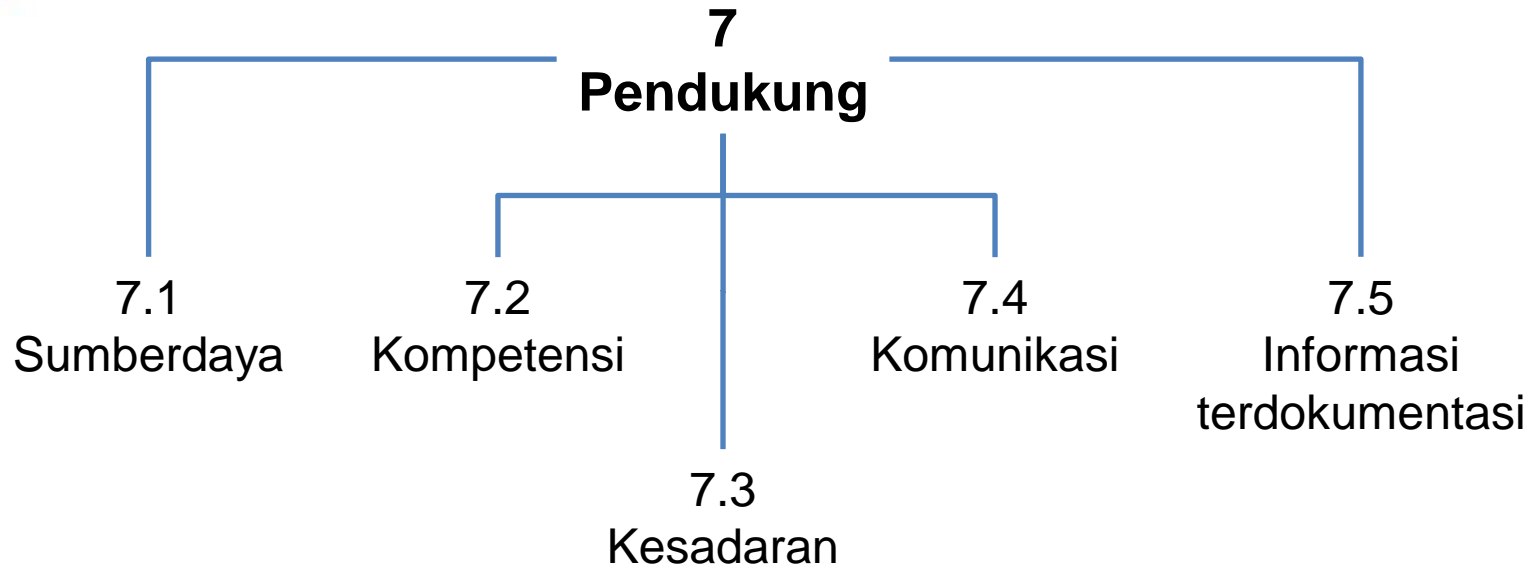 7
Pendukung
7.1
Sumberdaya
7.2
Kompetensi
7.3
Kesadaran
7.4
Komunikasi
7.5
Informasi
terdokumentasi